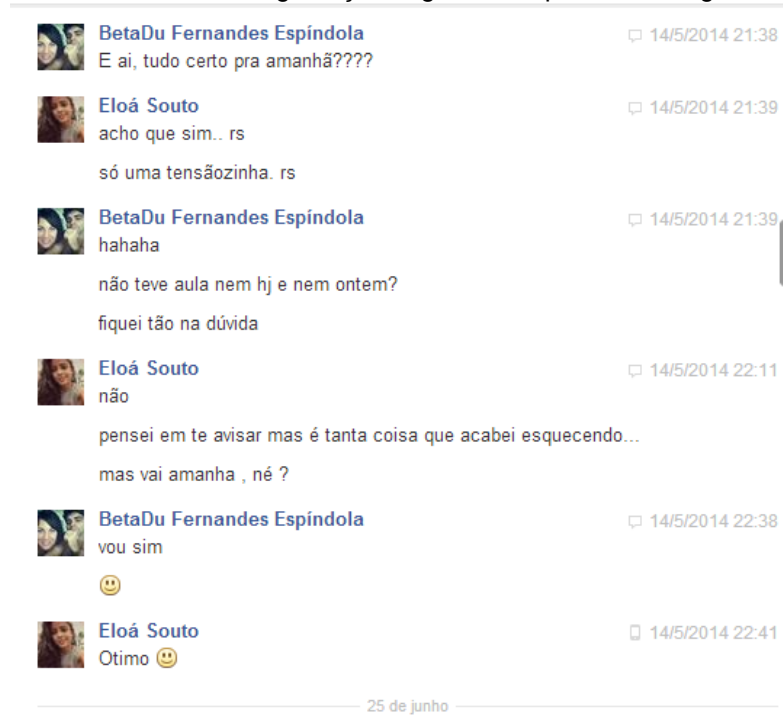 BetaDu Fernandes Espíndola 14/5/2014 21:38
E ai, tudo certo pra amanhã????
Eloá Souto 14/5/2014 21:39
acho que sim.. rs
só uma tensãozinha. rs
BetaDu Fernandes Espíndola 14/5/2014 21:39
hahaha
não teve aula nem hj e nem ontem?
fiquei tão na dúvida
Eloá Souto 14/5/2014 22:11
não
pensei em te avisar mas é tanta coisa que acabei esquecendo...
mas vai amanha , né ?
BetaDu Fernandes Espíndola 14/5/2014 22:38
vou sim
Eloá Souto 14/5/2014 22:41
Otimo
25 de junho